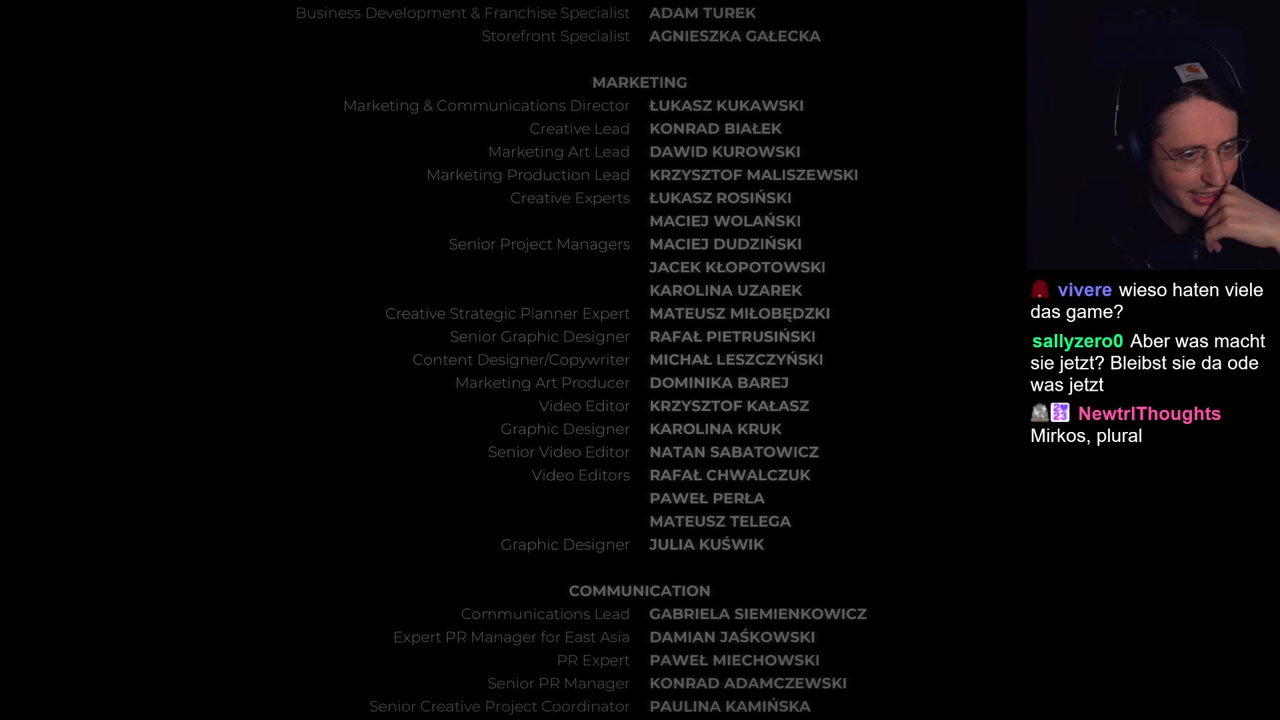 Business Development & Franchise Specialist ADAM TUREK
Storefront Specialist AGNIESZKA GAŁECKA
MARKETING
Marketing & Communications Director ŁUKASZ KUKAWSKI
Creative Lead KONRAD BIAŁEK
Marketing Art Lead DAWID KUROWSKI
Marketing Production Lead KRZYSZTOF MALISZEWSKI
Creative Experts ŁUKASZ ROSIŃSKI
MACIEJ WOLAŃSKI
Senior Project Managers MACIEJ DUDZIŃSKI
JACEK KŁOPOTOWSKI
KAROLINA UZAREK
Creative Strategic Planner Expert MATEUSZ MIŁOBĘDZKI
Senior Graphic Designer RAFAŁ PIETRUSIŃSKI
Content Designer/Copywriter MICHAŁ LESZCZYŃSKI
Marketing Art Producer DOMINIKA BAREJ
Video Editor KRZYSZTOF KAŁASZ
Graphic Designer KAROLINA KRUK
Senior Video Editor NATAN SABATOWICZ
Video Editors RAFAŁ CHWALCZUK
PAWEŁ PERŁA
MATEUSZ TELEGA
Graphic Designer JULIA KUŚWIK
COMMUNICATION
Communications Lead GABRIELA SIEMIENKOWICZ
Expert PR Manager for East Asia DAMIAN JAŚKOWSKI
PR Expert PAWEŁ MIECHOWSKI
Senior PR Manager KONRAD ADAMCZEWSKI
Senior Creative Project Coordinator PAULINA KAMIŃSKA
vivere wieso haten viele
das game?
sallyzero0 Aber was macht
sie jetzt? Bleibst sie da ode
was jetzt
NewtrlThoughts
Mirkos, plural